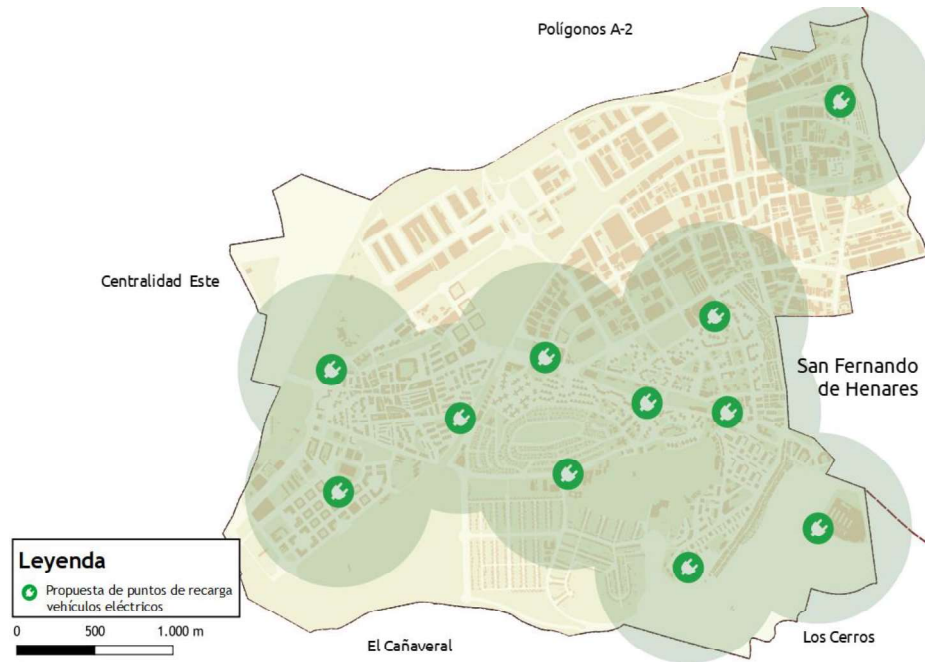 Polígonos A-2
Centralidad Este
San Fernando
de Henares
Leyenda
Propuesta de puntos de recarga
vehículos eléctricos
0 500 1.000 m
El Cañaveral
Los Cerros